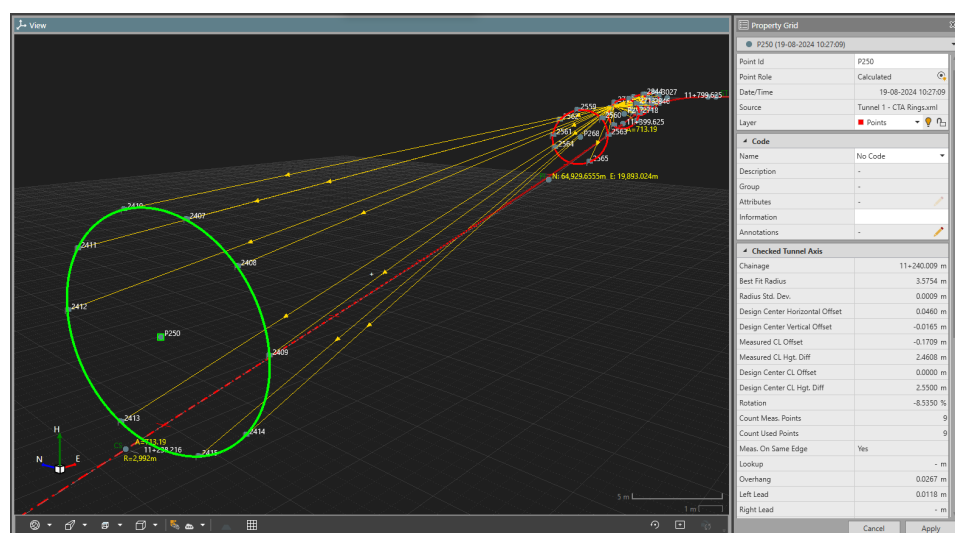 View
2844
3027
11+799.625
2559
2560
2562
2561
P268
11+399.625
A=713.19
2563
2564
2565
N: 64,929.6555m E: 19,893.024m
2410
2407
2411
2408
2412
P250
2409
2413
2414
A=713.19
11+238.216
2415
R=2,992m
H
N
E
5 m
1 m
Property Grid
P250 (19-08-2024 10:27:09)
Point Id P250
Point Role Calculated
Date/Time 19-08-2024 10:27:09
Source Tunnel 1 - CTA Rings.xml
Layer Points
Code
Name No Code
Description -
Group -
Attributes -
Information
Annotations -
Checked Tunnel Axis
Chainage 11+240.009 m
Best Fit Radius 3.5754 m
Radius Std. Dev. 0.0009 m
Design Center Horizontal Offset 0.0460 m
Design Center Vertical Offset -0.0165 m
Measured CL Offset -0.1709 m
Measured CL Hgt. Diff 2.4608 m
Design Center CL Offset 0.0000 m
Design Center CL Hgt. Diff 2.5500 m
Rotation -8.5350 %
Count Meas. Points 9
Count Used Points 9
Meas. On Same Edge Yes
Lookup - m
Overhang 0.0267 m
Left Lead 0.0118 m
Right Lead - m
Cancel Apply